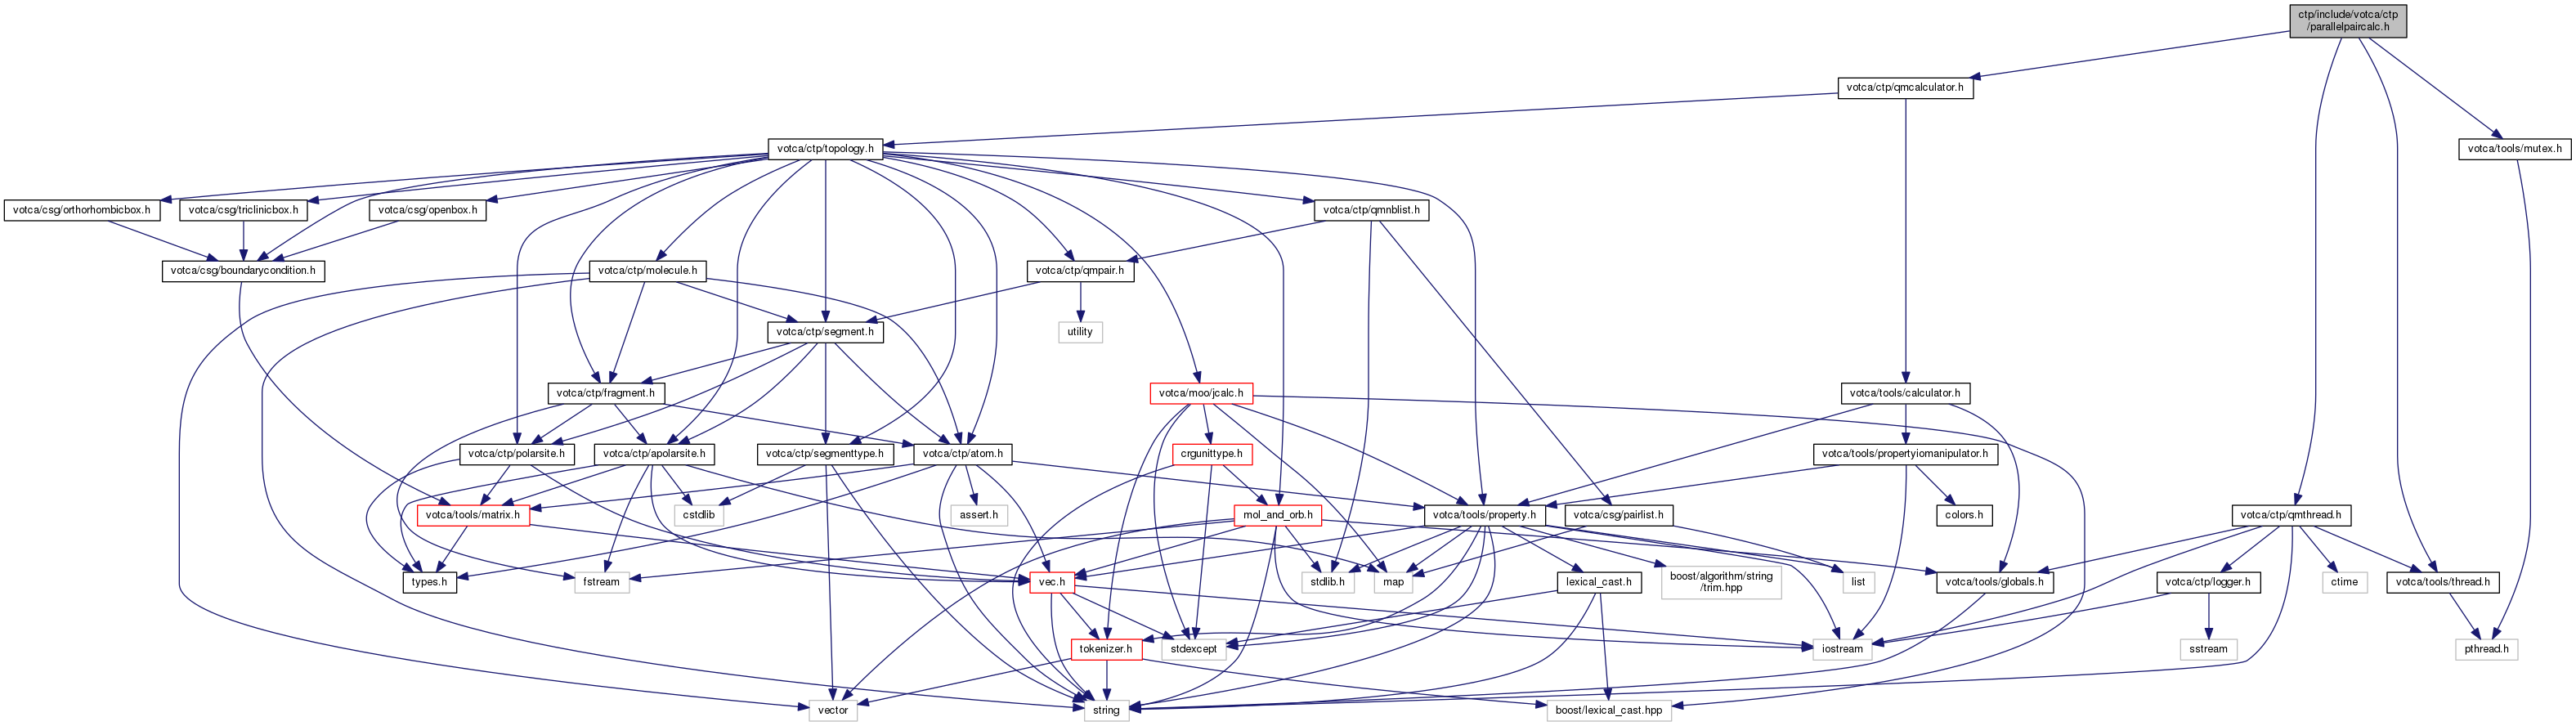 ctp/include/votca/ctp
/parallelpaircalc.h
votca/ctp/qmcalculator.h
votca/ctp/topology.h
votca/tools/mutex.h
votca/csg/orthorhombicbox.h
votca/csg/triclinicbox.h
votca/csg/openbox.h
votca/ctp/qmnblist.h
votca/csg/boundarycondition.h
votca/ctp/molecule.h
votca/ctp/qmpair.h
votca/ctp/segment.h
utility
votca/ctp/fragment.h
votca/moo/jcalc.h
votca/tools/calculator.h
votca/ctp/polarsite.h
votca/ctp/apolarsite.h
votca/ctp/segmenttype.h
votca/ctp/atom.h
crgunittype.h
votca/tools/propertyiomanipulator.h
votca/tools/matrix.h
cstdlib
assert.h
mol_and_orb.h
votca/tools/property.h
votca/csg/pairlist.h
colors.h
votca/ctp/qmthread.h
types.h
fstream
vec.h
stdlib.h
map
lexical_cast.h
boost/algorithm/string
/trim.hpp
list
votca/tools/globals.h
votca/ctp/logger.h
ctime
votca/tools/thread.h
tokenizer.h
stdexcept
iostream
sstream
pthread.h
vector
string
boost/lexical_cast.hpp